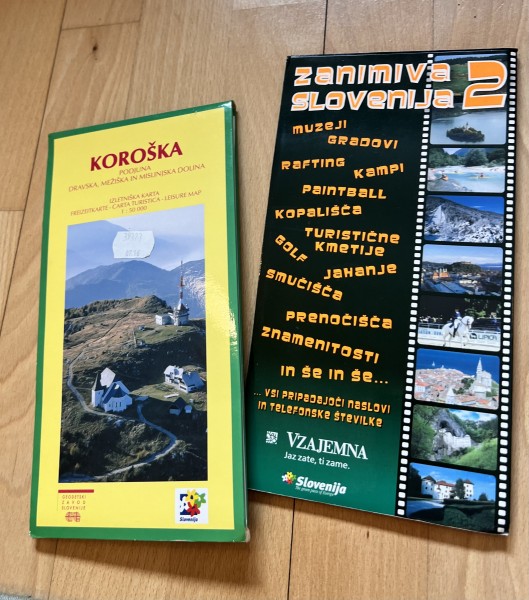 KOROŠKA
PODJUNA
DRAVSKA, MEŽIŠKA IN MISLINJSKA DOLINA
IZLETNIŠKA KARTA
FREIZEITKARTE - CARTA TURISTICA - LEISURE MAP
1 : 50 000
GEODETSKI
ZAVOD
SLOVENIJE
Slovenija
ZANIMIVA
SLOVENIJA 2
MUZEJI
GRADOVI
RAFTING
KAMPI
PAINTBALL
KOPALIŠČA
TURISTIČNE
KMETIJE
GOLF
JAHANJE
SMUČIŠČA
PRENOČIŠČA
ZNAMENITOSTI
IN ŠE IN ŠE...
... VSI PRIPADAJOČI NASLOVI
IN TELEFONSKE ŠTEVILKE
VZAJEMNA
Jaz zate, ti zame.
Slovenija